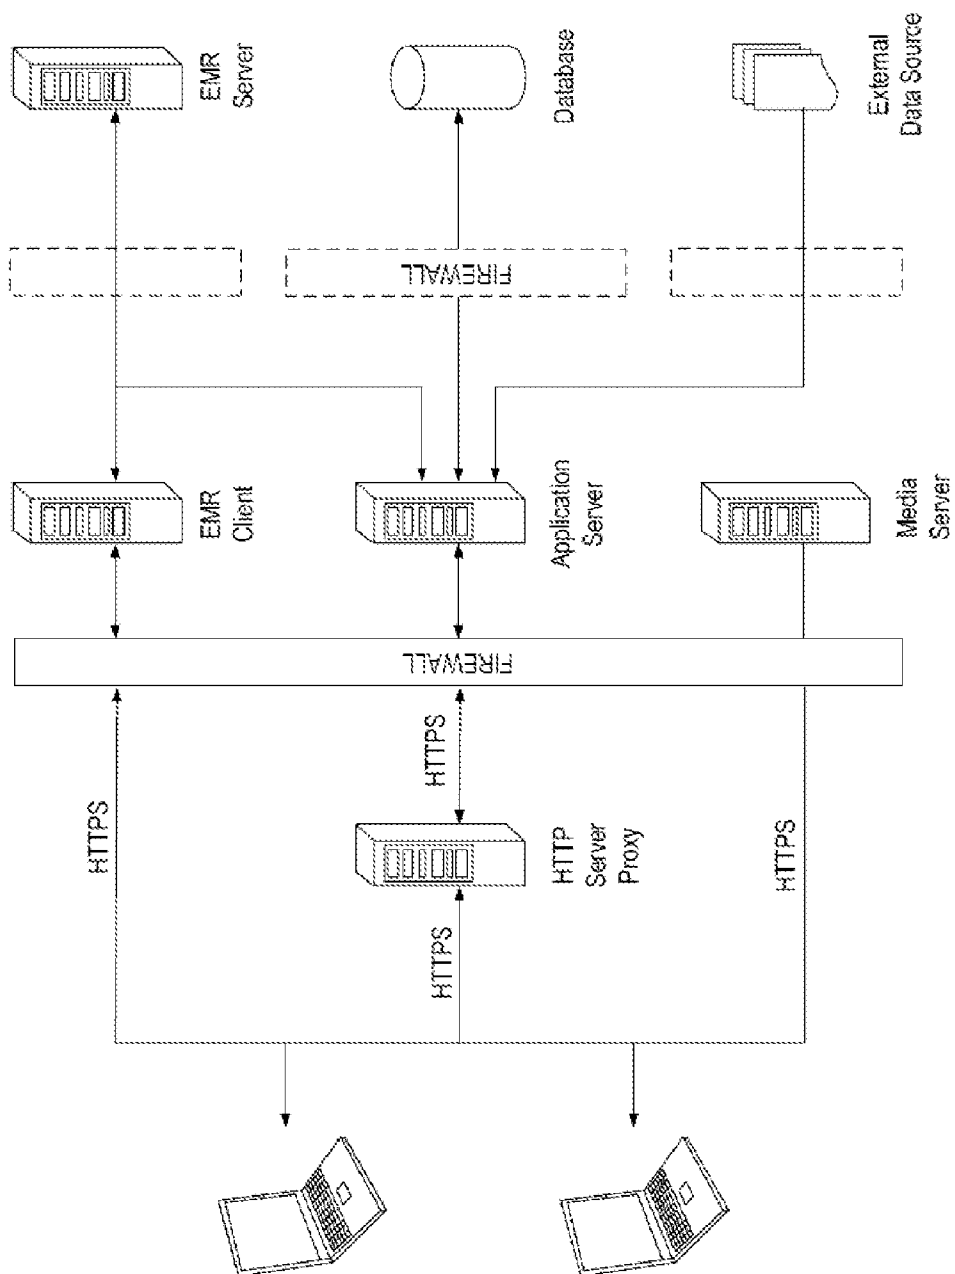 EMR
Server
Database
External
Data Source
FIREWALL
EMR
Client
Application
Server
Media
Server
FIREWALL
HTTPS
HTTPS
HTTPS
HTTP
Server
Proxy
HTTPS